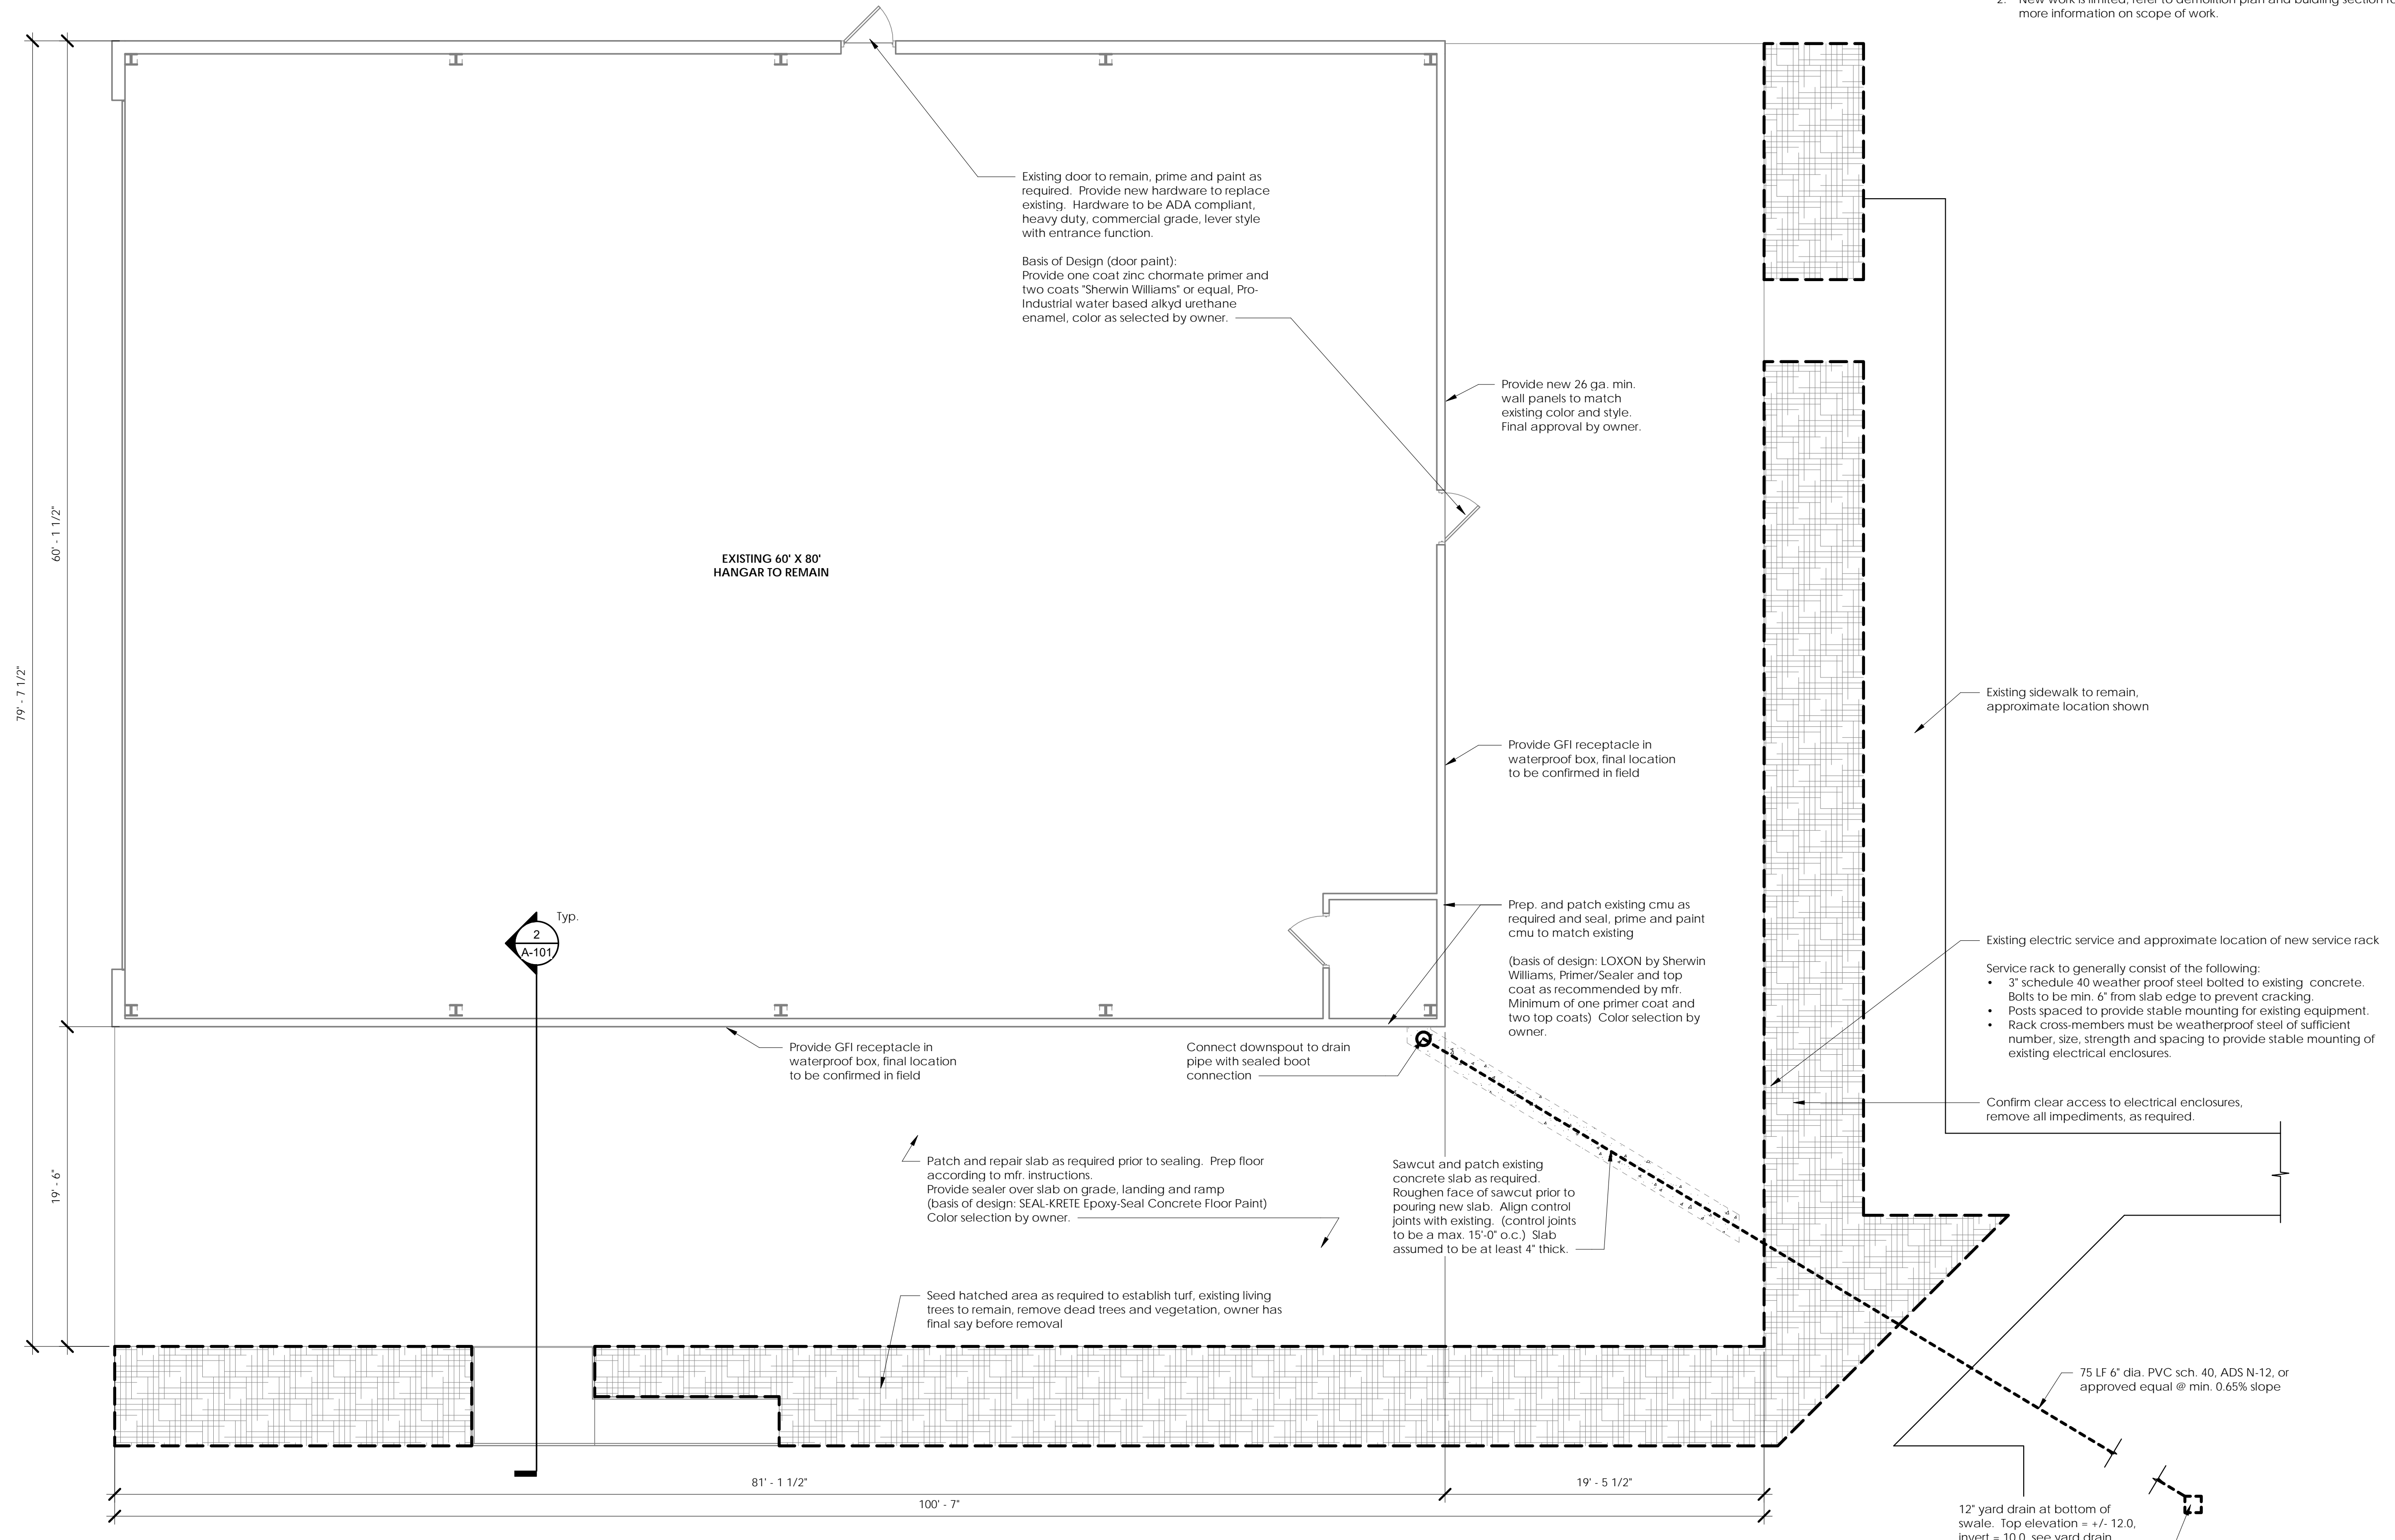 2. New work is limited, refer to demolition plan and building section
more information on scope of work.
Existing door to remain, prime and paint as
required. Provide new hardware to replace
existing. Hardware to be ADA compliant,
heavy duty, commercial grade, lever style
with entrance function.
Basis of Design (door paint):
Provide one coat zinc chormate primer and
two coats "Sherwin Williams" or equal, Pro-
Industrial water based alkyd urethane
enamel, color as selected by owner.
Provide new 26 ga. min.
wall panels to match
existing color and style.
Final approval by owner.
EXISTING 60' X 80'
HANGAR TO REMAIN
60' - 1 1/2"
79' - 7 1/2"
19' - 6"
Existing sidewalk to remain,
approximate location shown
Provide GFI receptacle in
waterproof box, final location
to be confirmed in field
Typ.
2
A-101
Prep. and patch existing cmu as
required and seal, prime and paint
cmu to match existing
(basis of design: LOXON by Sherwin
Williams, Primer/Sealer and top
coat as recommended by mfr.
Minimum of one primer coat and
two top coats) Color selection by
owner.
Existing electric service and approximate location of new service rack
Service rack to generally consist of the following:
• 3" schedule 40 weather proof steel bolted to existing concrete.
Bolts to be min. 6" from slab edge to prevent cracking.
• Posts spaced to provide stable mounting for existing equipment.
• Rack cross-members must be weatherproof steel of sufficient
number, size, strength and spacing to provide stable mounting of
existing electrical enclosures.
Confirm clear access to electrical enclosures,
remove all impediments, as required.
Provide GFI receptacle in
waterproof box, final location
to be confirmed in field
Connect downspout to drain
pipe with sealed boot
connection
Patch and repair slab as required prior to sealing. Prep floor
according to mfr. instructions.
Provide sealer over slab on grade, landing and ramp
(basis of design: SEAL-KRETE Epoxy-Seal Concrete Floor Paint)
Color selection by owner.
Sawcut and patch existing
concrete slab as required.
Roughen face of sawcut prior to
pouring new slab. Align control
joints with existing. (control joints
to be a max. 15'-0" o.c.) Slab
assumed to be at least 4" thick.
Seed hatched area as required to establish turf, existing living
trees to remain, remove dead trees and vegetation, owner has
final say before removal
75 LF 6" dia. PVC sch. 40, ADS N-12, or
approved equal @ min. 0.65% slope
81' - 1 1/2"
19' - 5 1/2"
100' - 7"
12" yard drain at bottom of
swale. Top elevation = +/- 12.0,
invert = 10.0, see yard drain